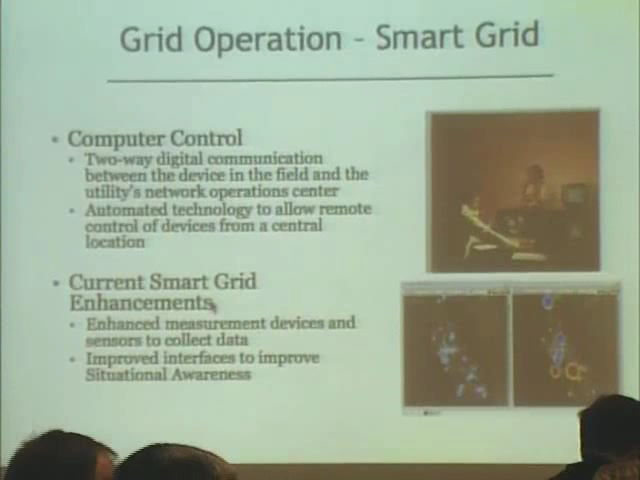 Grid Operation - Smart Grid
• Computer Control
• Two-way digital communication
between the device in the field and the
utility's network operations center
• Automated technology to allow remote
control of devices from a central
location
• Current Smart Grid
Enhancements
• Enhanced measurement devices and
sensors to collect data
• Improved interfaces to improve
Situational Awareness